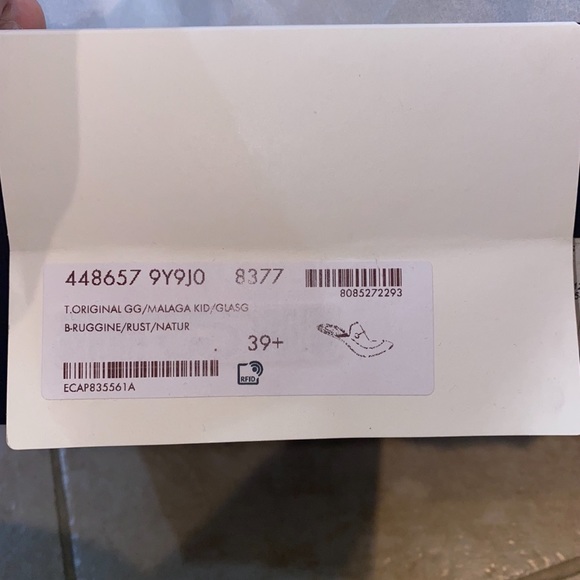 448657 9Y9J0 8377
8085272293
T.ORIGINAL GG/MALAGA KID/GLASG
B-RUGGINE/RUST/NATUR
39+
ECAP835561A
RFID